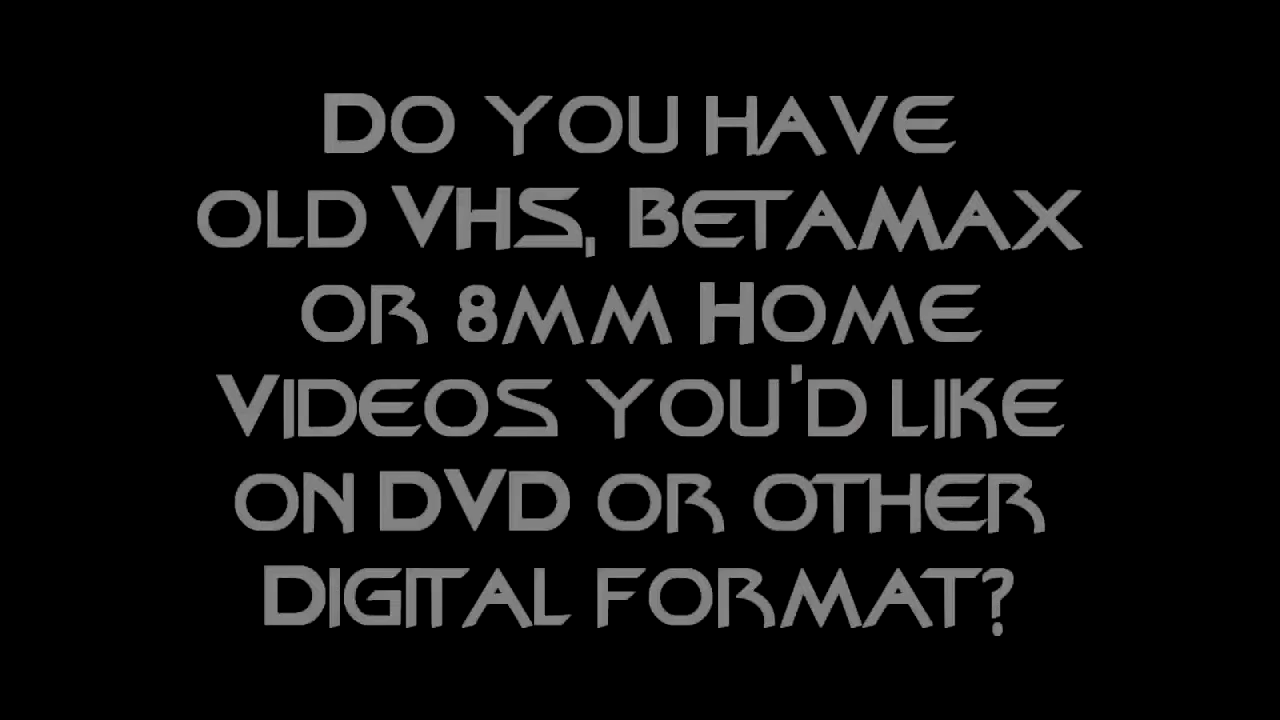 Do you have
old VHS, Betamax
or 8mm Home
Videos you'd like
on DVD or other
Digital format?